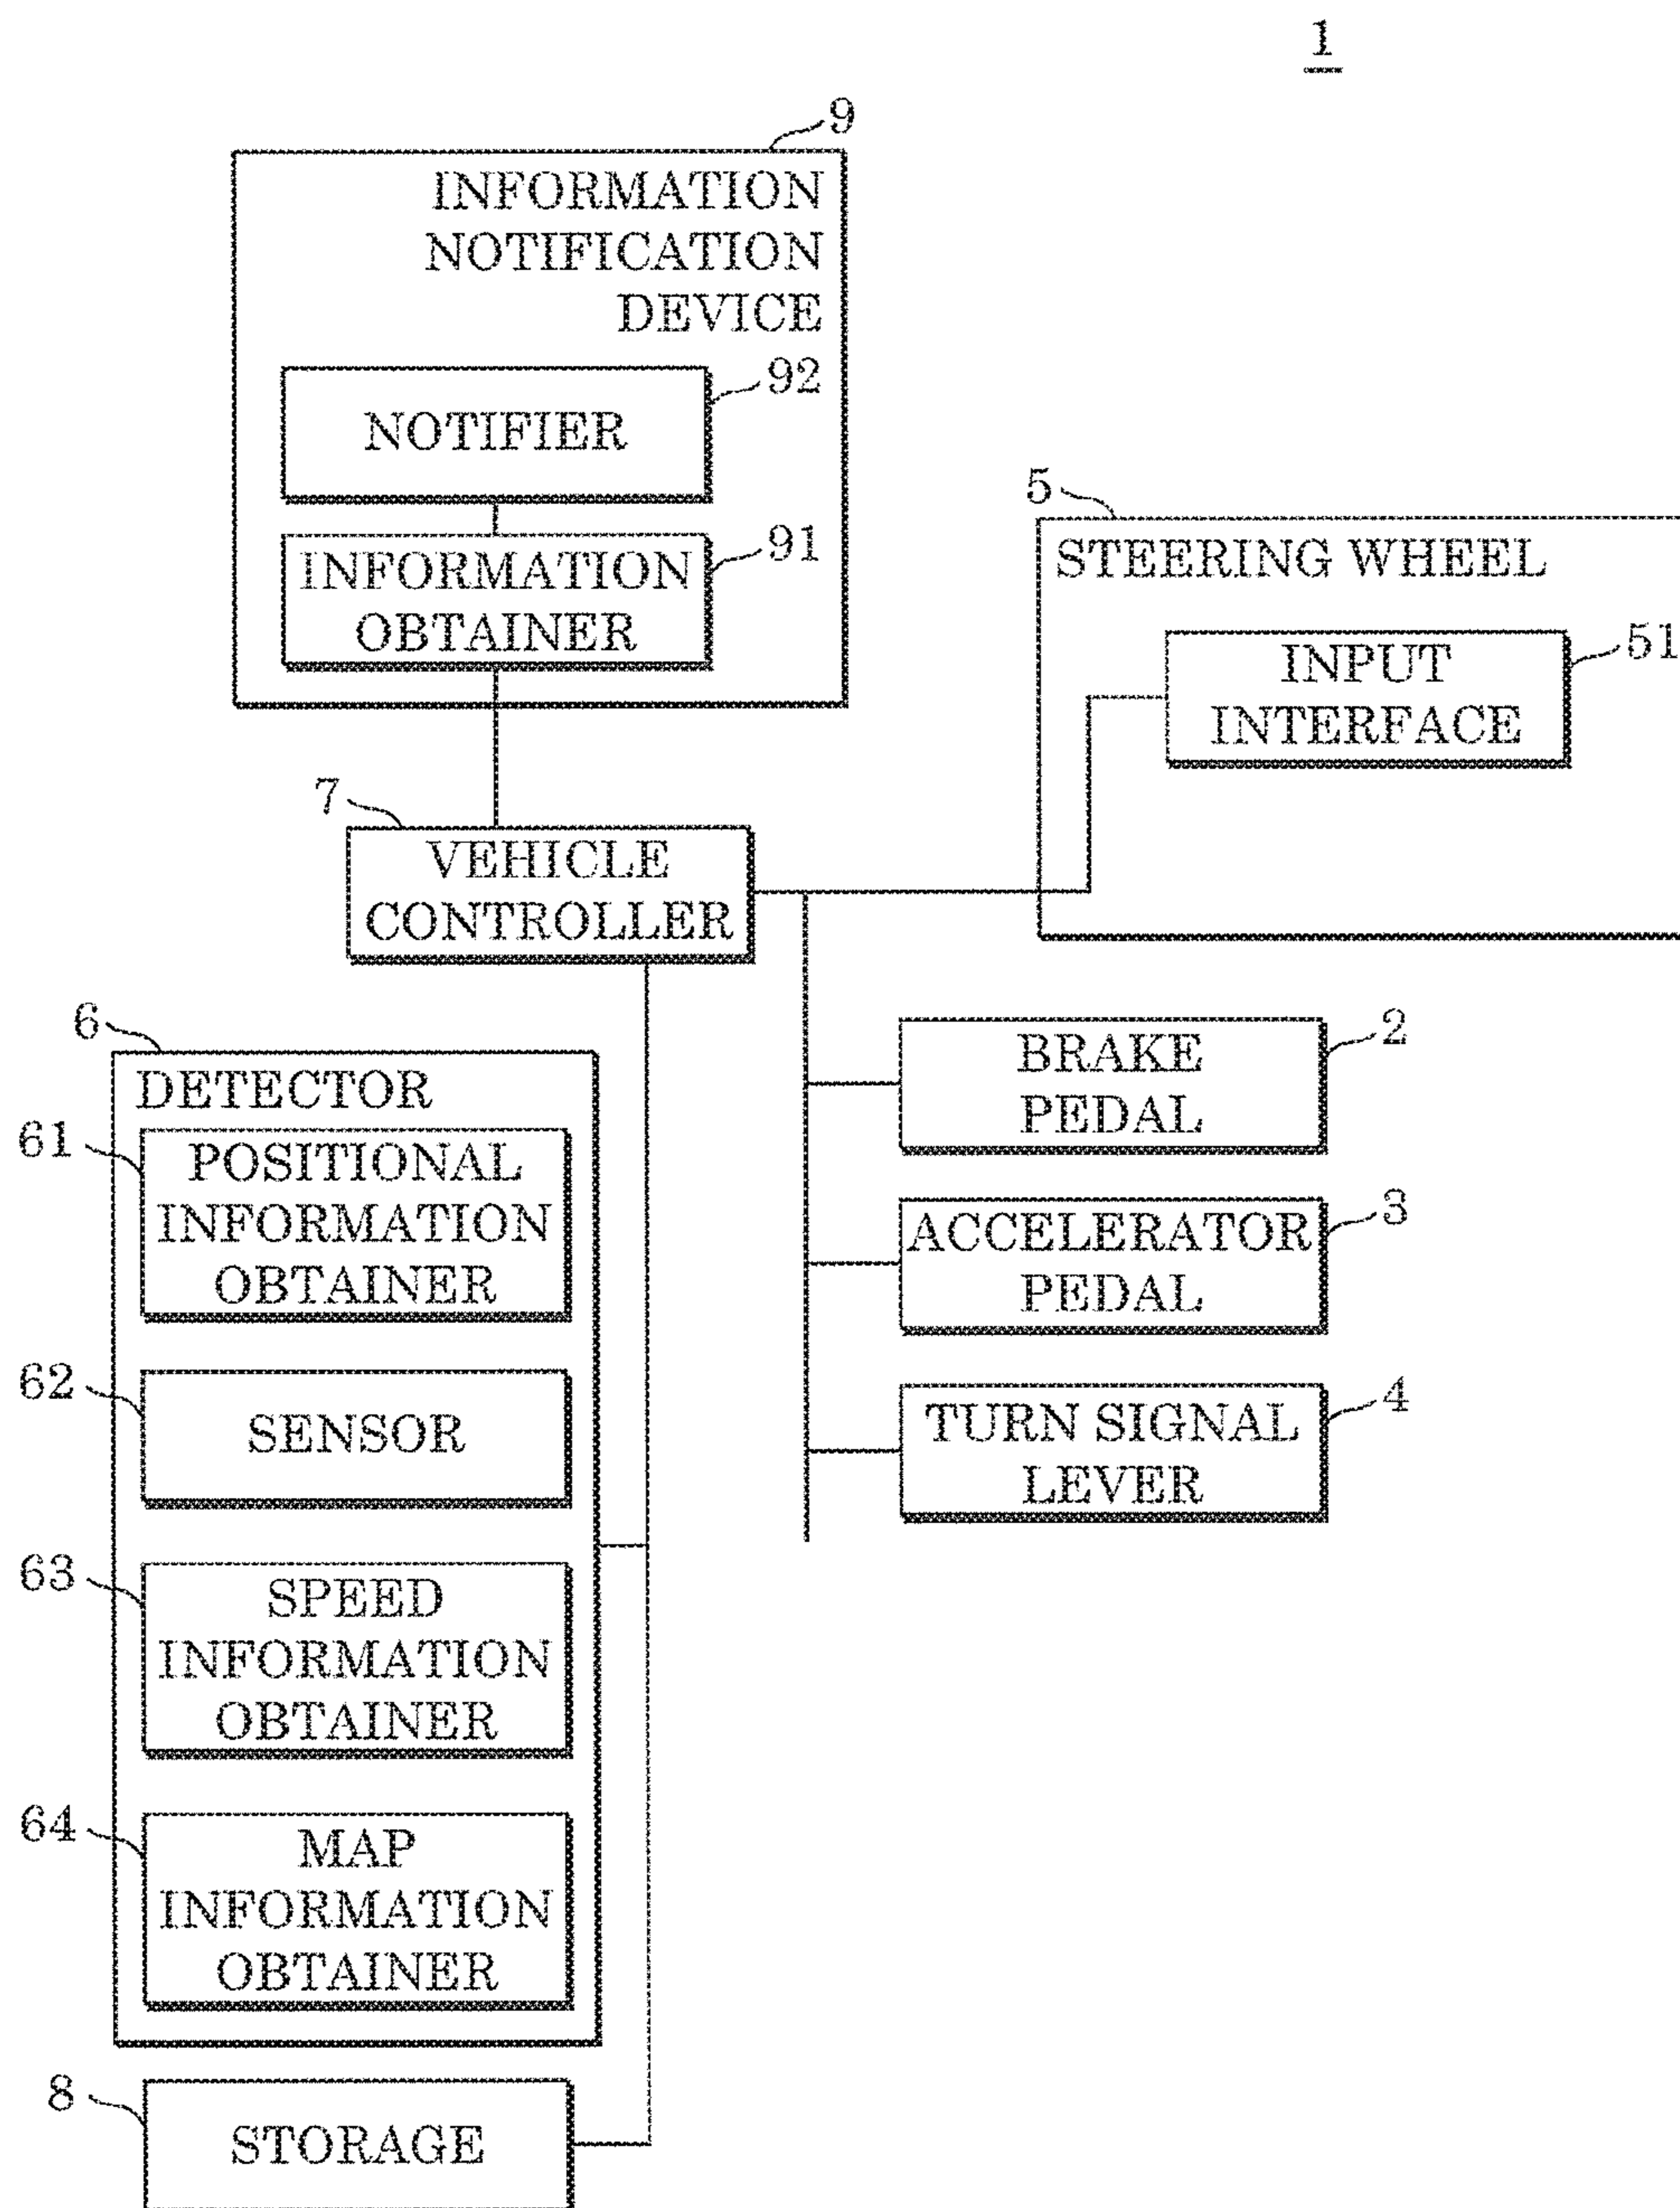 1
9
INFORMATION
NOTIFICATION
DEVICE
92
NOTIFIER
91
INFORMATION
OBTAINER
5
STEERING WHEEL
51
INPUT
INTERFACE
7
VEHICLE
CONTROLLER
6
DETECTOR
61
POSITIONAL
INFORMATION
OBTAINER
62
SENSOR
63
SPEED
INFORMATION
OBTAINER
64
MAP
INFORMATION
OBTAINER
8
STORAGE
2
BRAKE
PEDAL
3
ACCELERATOR
PEDAL
4
TURN SIGNAL
LEVER